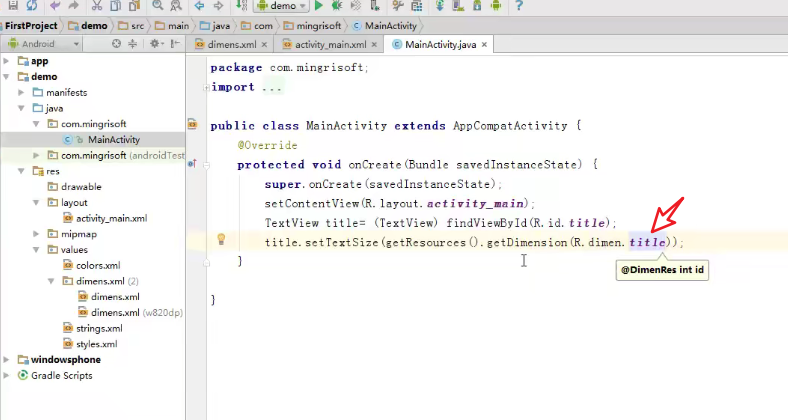 demo
FirstProject demo src main java com mingrisoft MainActivity
Android
dimens.xml activity_main.xml MainActivity.java
app
demo
manifests
java
com.mingrisoft
MainActivity
com.mingrisoft (androidTest
res
drawable
layout
activity_main.xml
mipmap
values
colors.xml
dimens.xml (2)
dimens.xml
dimens.xml (w820dp)
strings.xml
styles.xml
windowsphone
Gradle Scripts
package com.mingrisoft;
import ...
public class MainActivity extends AppCompatActivity {
@Override
protected void onCreate(Bundle savedInstanceState) {
super.onCreate(savedInstanceState);
setContentView(R.layout.activity_main);
TextView title= (TextView) findViewById(R.id.title);
title.setTextSize(getResources().getDimension(R.dimen.title));
@DimenRes int id
}
}